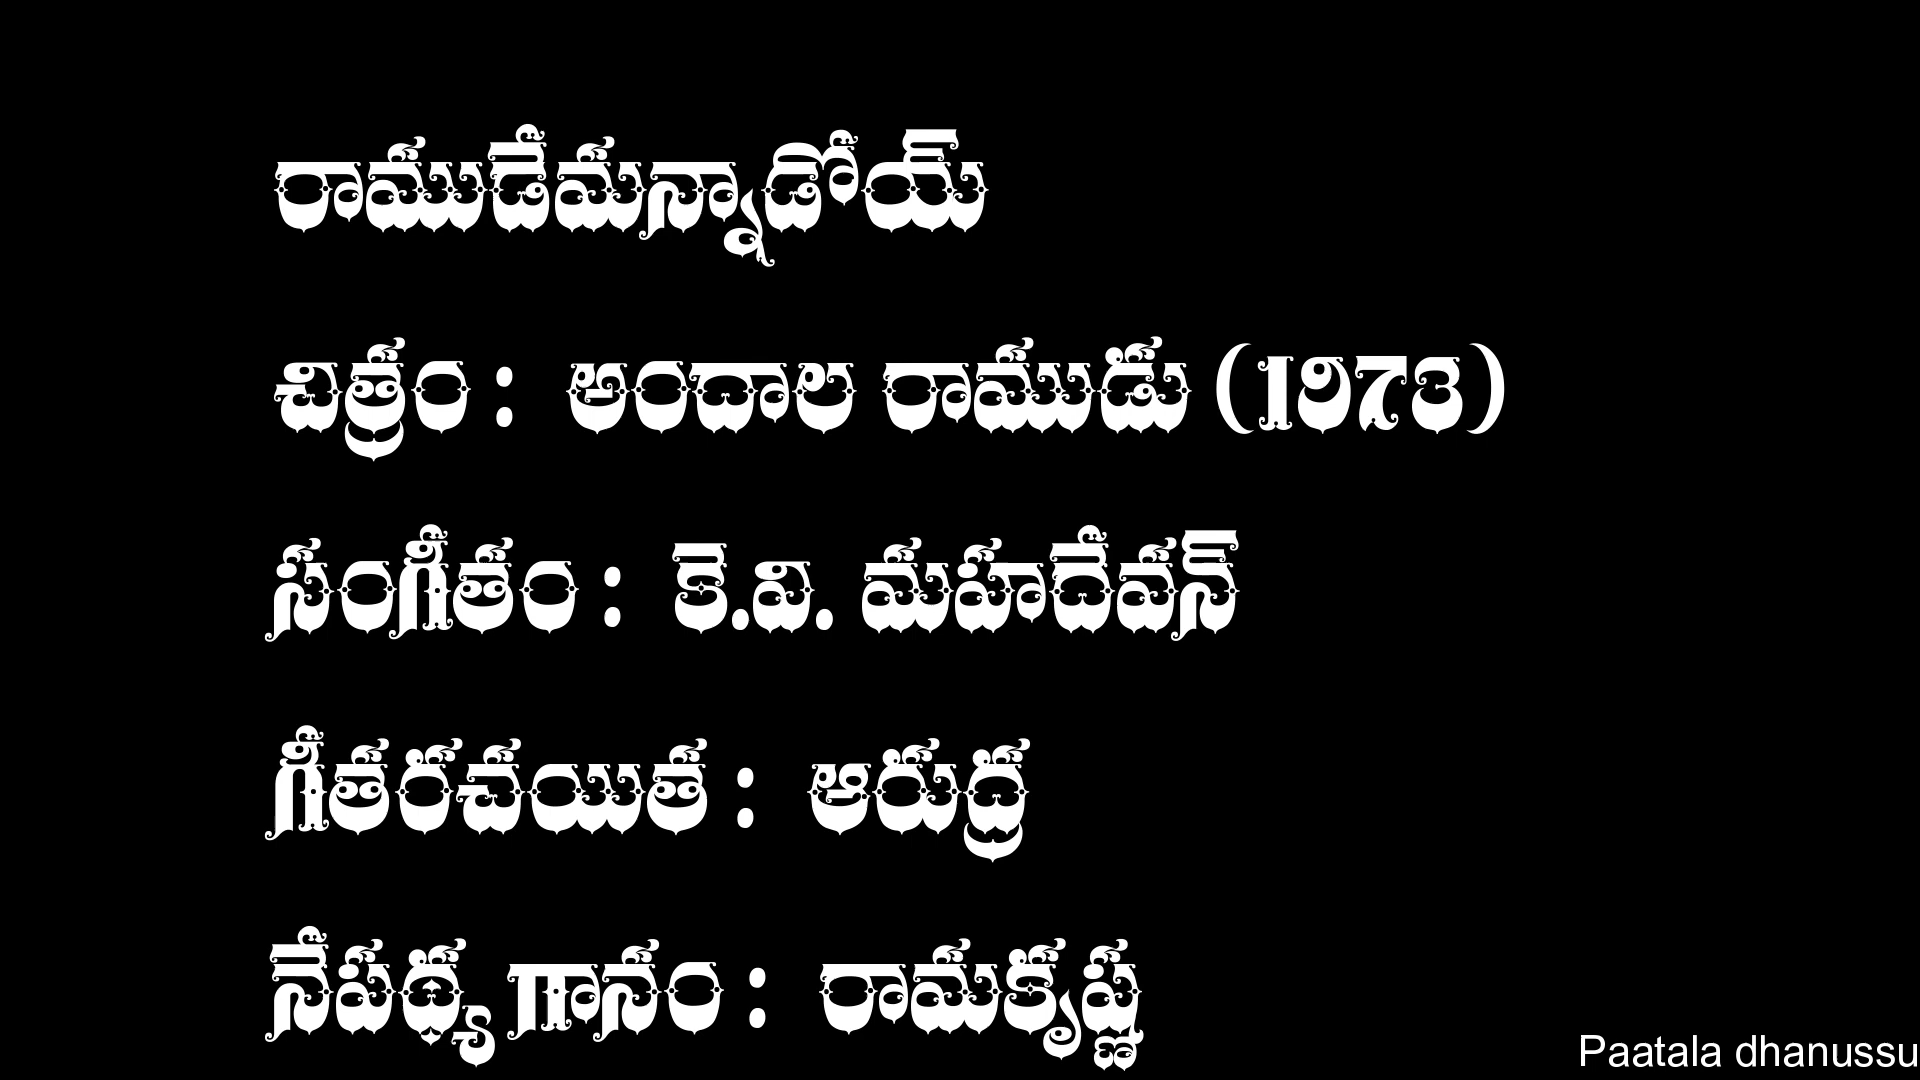 రాముడేమన్నాడోయ్
చిత్రం : అందాల రాముడు (1973)
సంగీతం : కె.వి. మహదేవన్
గీతరచయిత : ఆరుద్ర
నేపథ్య గానం : రామకృష్ణ
Paatala dhanussu